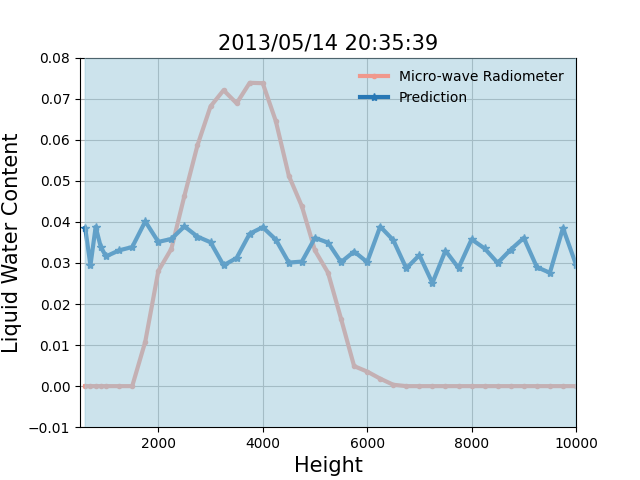 2013/05/14 20:35:39
Micro-wave Radiometer
Prediction
Liquid Water Content
0.08
0.07
0.06
0.05
0.04
0.03
0.02
0.01
0.00
−0.01
2000 4000 6000 8000 10000
Height